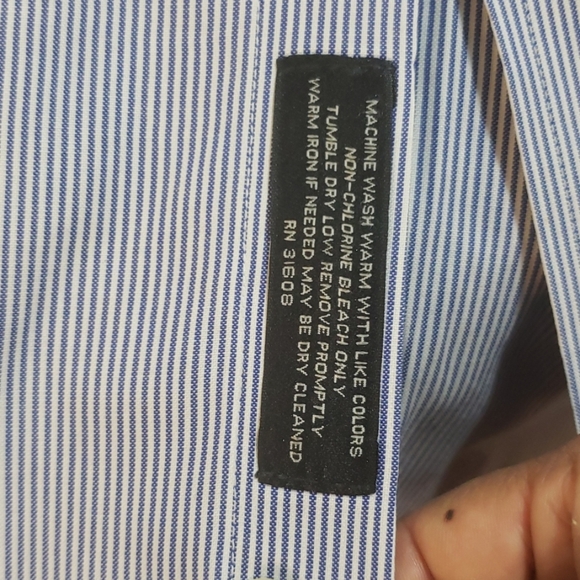 MACHINE WASH WARM WITH LIKE COLORS
NON-CHLORINE BLEACH ONLY
TUMBLE DRY LOW REMOVE PROMPTLY
WARM IRON IF NEEDED MAY BE DRY CLEANED
RN 31608